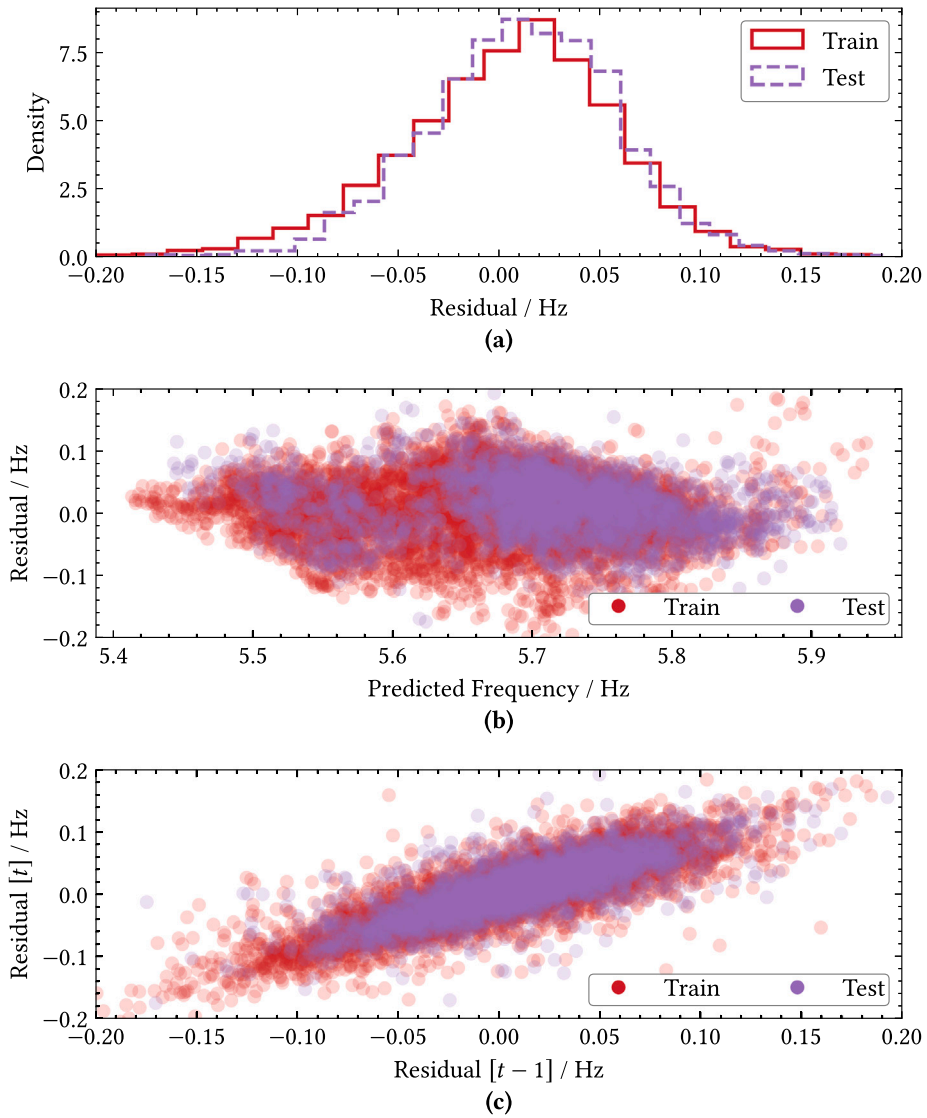 7.5
5.0
2.5
0.0
Density
Train
Test
−0.20 −0.15 −0.10 −0.05 0.00 0.05 0.10 0.15 0.20
Residual / Hz
(a)
0.2
0.1
0.0
−0.1
−0.2
Residual / Hz
Train Test
5.4 5.5 5.6 5.7 5.8 5.9
Predicted Frequency / Hz
(b)
0.2
0.1
0.0
−0.1
−0.2
Residual [t] / Hz
Train Test
−0.20 −0.15 −0.10 −0.05 0.00 0.05 0.10 0.15 0.20
Residual [t − 1] / Hz
(c)